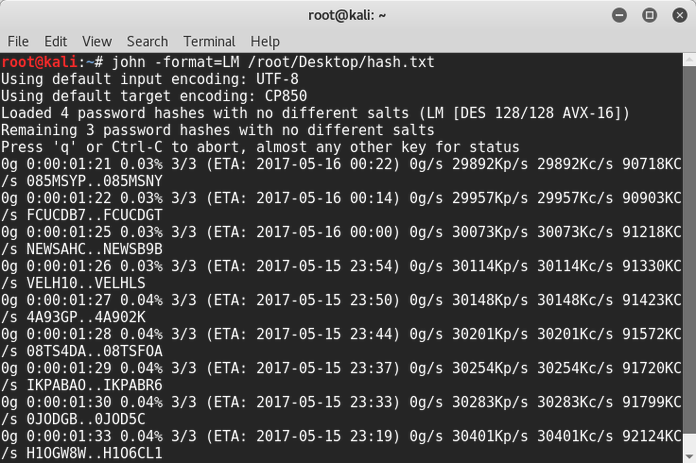 root@kali: ~
File Edit View Search Terminal Help
root@kali:~# john -format=LM /root/Desktop/hash.txt
Using default input encoding: UTF-8
Using default target encoding: CP850
Loaded 4 password hashes with no different salts (LM [DES 128/128 AVX-16])
Remaining 3 password hashes with no different salts
Press 'q' or Ctrl-C to abort, almost any other key for status
0g 0:00:01:21 0.03% 3/3 (ETA: 2017-05-16 00:22) 0g/s 29892Kp/s 29892Kc/s 90718KC
/s 085MSYP..085MSNY
0g 0:00:01:22 0.03% 3/3 (ETA: 2017-05-16 00:14) 0g/s 29957Kp/s 29957Kc/s 90903KC
/s FCUCDB7..FCUCDGT
0g 0:00:01:25 0.03% 3/3 (ETA: 2017-05-16 00:00) 0g/s 30073Kp/s 30073Kc/s 91218KC
/s NEWSAHC..NEWSB9B
0g 0:00:01:26 0.03% 3/3 (ETA: 2017-05-15 23:54) 0g/s 30114Kp/s 30114Kc/s 91330KC
/s VELH10..VELHLS
0g 0:00:01:27 0.04% 3/3 (ETA: 2017-05-15 23:50) 0g/s 30148Kp/s 30148Kc/s 91423KC
/s 4A93GP..4A902K
0g 0:00:01:28 0.04% 3/3 (ETA: 2017-05-15 23:44) 0g/s 30201Kp/s 30201Kc/s 91572KC
/s 08TS4DA..08TSFOA
0g 0:00:01:29 0.04% 3/3 (ETA: 2017-05-15 23:37) 0g/s 30254Kp/s 30254Kc/s 91720KC
/s IKPABAO..IKPABR6
0g 0:00:01:30 0.04% 3/3 (ETA: 2017-05-15 23:33) 0g/s 30283Kp/s 30283Kc/s 91799KC
/s 0JODGB..0JOD5C
0g 0:00:01:33 0.04% 3/3 (ETA: 2017-05-15 23:19) 0g/s 30401Kp/s 30401Kc/s 92124KC
/s H1OGW8W..H1O6CL1